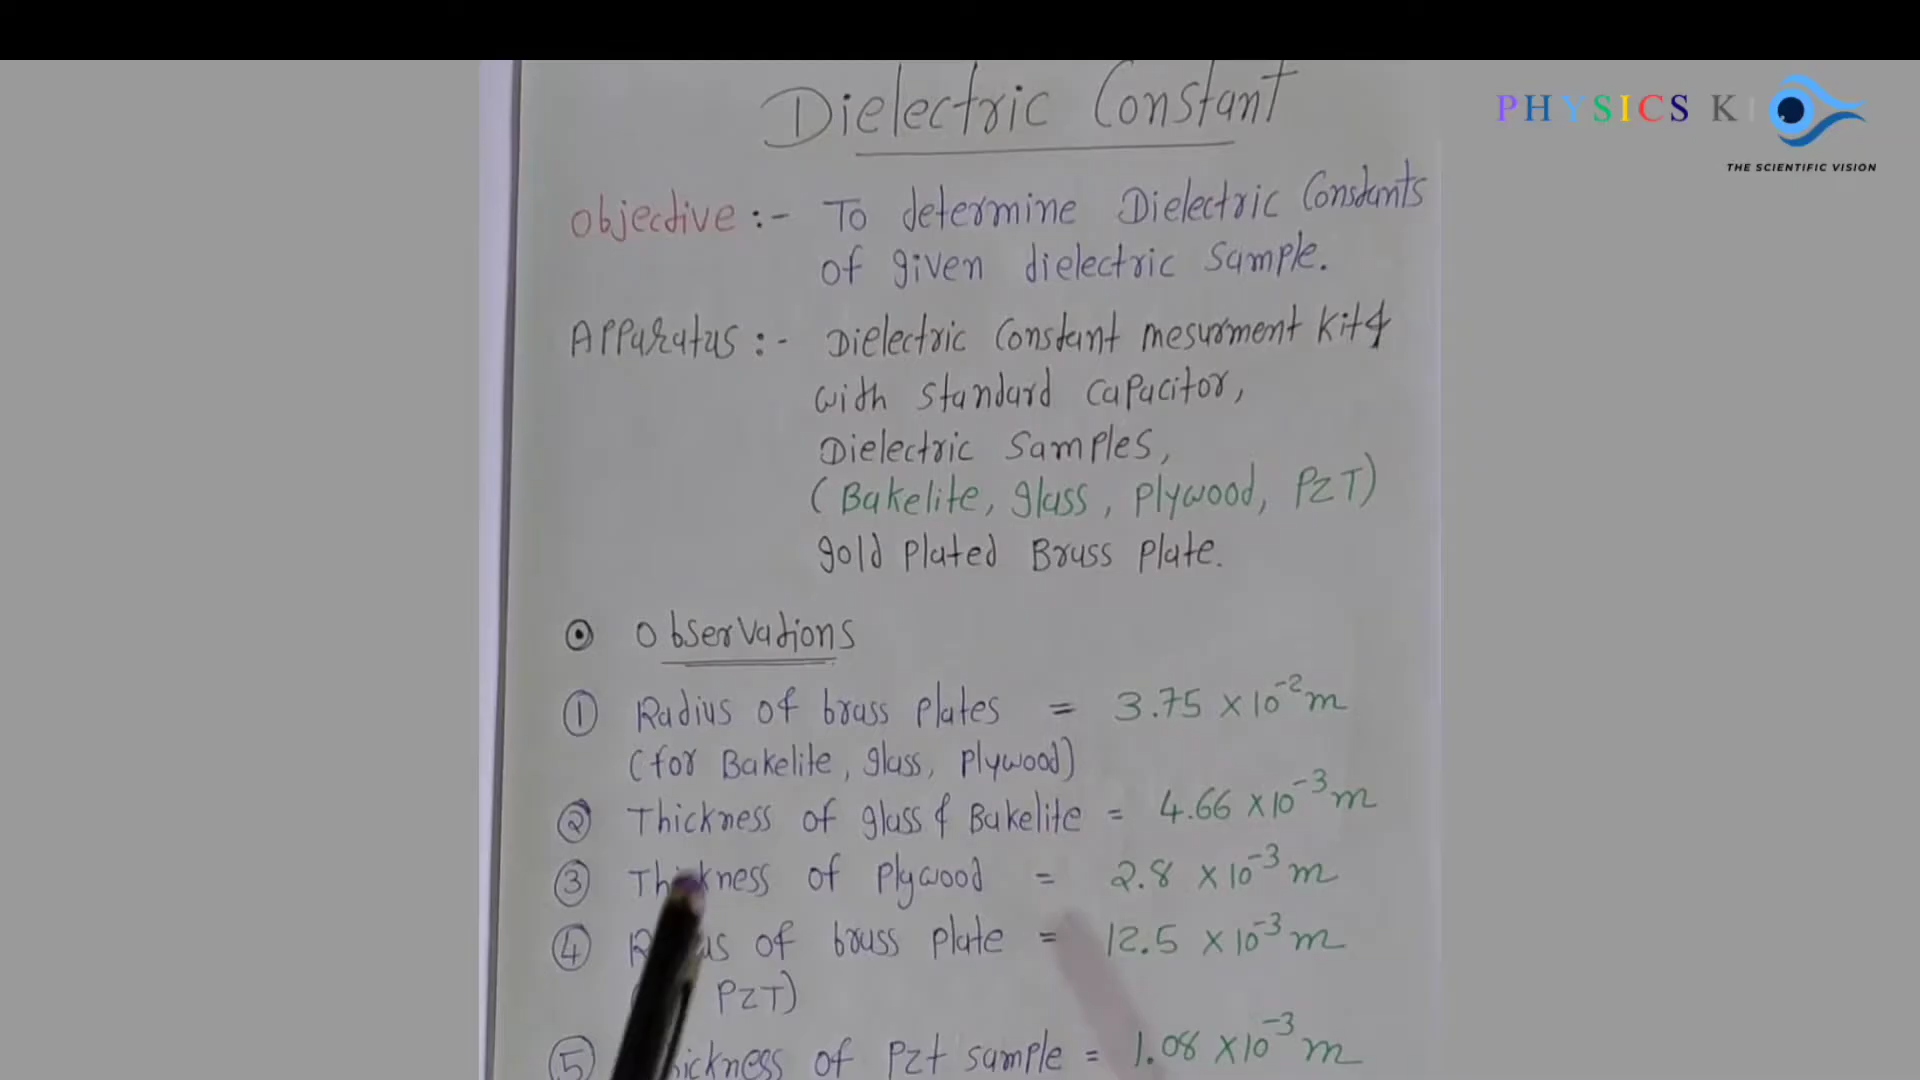 Dielectric Constant
PHYSICS K
THE SCIENTIFIC VISION
Objective :- To determine Dielectric Constants
of given dielectric sample.
Apparatus :- Dielectric Constant mesurment Kit &
with standard capacitor,
Dielectric samples,
(Bakelite, glass, plywood, PZT)
gold plated Brass plate.
Observations
① Radius of brass plates = 3.75 × 10⁻² m
(for Bakelite, glass, plywood)
② Thickness of glass & Bakelite = 4.66 × 10⁻³ m
③ Thickness of plywood = 2.8 × 10⁻³ m
④ of brass plate = 12.5 × 10⁻³ m
PZT)
⑤ of Pzt sample = 1.08 × 10⁻³ m